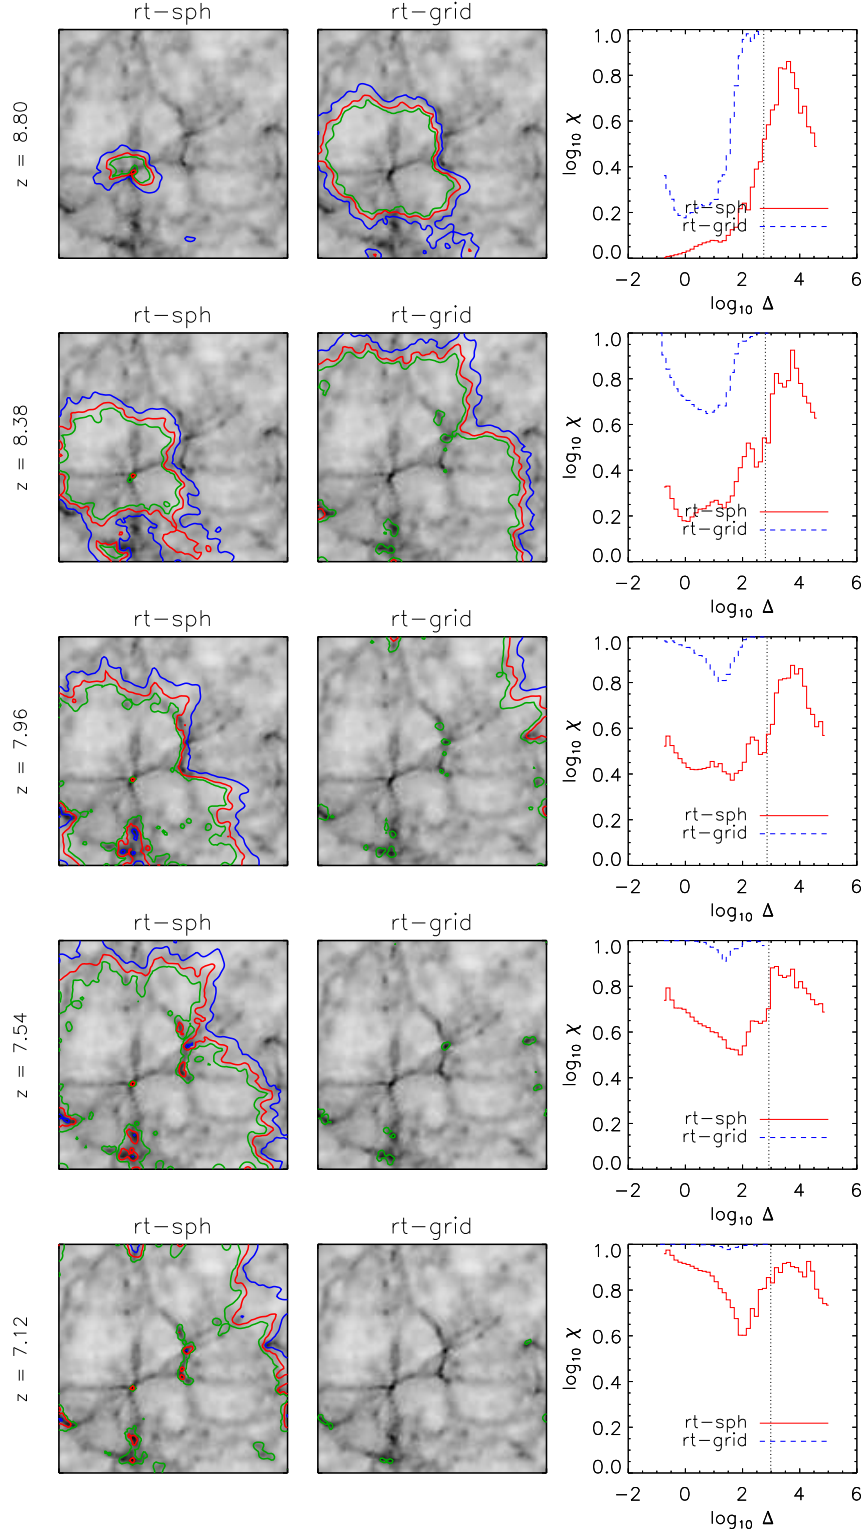 rt-sph rt-grid
z = 8.80
log10 χ
1.0
0.8
0.6
0.4
0.2
0.0
rt-sph
rt-grid
−2 0 2 4 6
log10 Δ
rt-sph rt-grid
z = 8.38
log10 χ
1.0
0.8
0.6
0.4
0.2
0.0
rt-sph
rt-grid
−2 0 2 4 6
log10 Δ
rt-sph rt-grid
z = 7.96
log10 χ
1.0
0.8
0.6
0.4
0.2
0.0
rt-sph
rt-grid
−2 0 2 4 6
log10 Δ
rt-sph rt-grid
z = 7.54
log10 χ
1.0
0.8
0.6
0.4
0.2
0.0
rt-sph
rt-grid
−2 0 2 4 6
log10 Δ
rt-sph rt-grid
z = 7.12
log10 χ
1.0
0.8
0.6
0.4
0.2
0.0
rt-sph
rt-grid
−2 0 2 4 6
log10 Δ